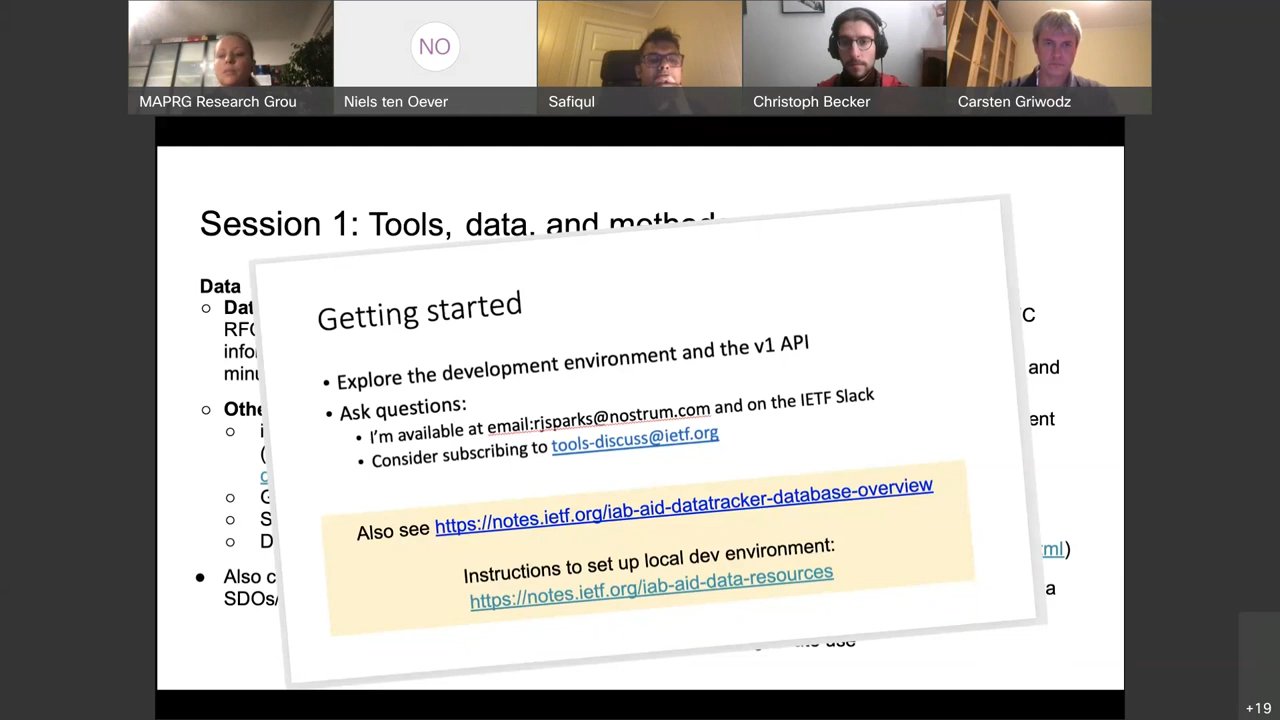 NO
MAPRG Research Grou
Niels ten Oever
Safiqul
Christoph Becker
Carsten Griwodz
Session 1: Tools, data, and methods
Data
Getting started
• Explore the development environment and the v1 API
• Ask questions:
• I'm available at email:rjsparks@nostrum.com and on the IETF Slack
• Consider subscribing to tools-discuss@ietf.org
Also see https://notes.ietf.org/iab-aid-datatracker-database-overview
Instructions to set up local dev environment:
https://notes.ietf.org/iab-aid-data-resources
and
Also
SDOs/
use
+19